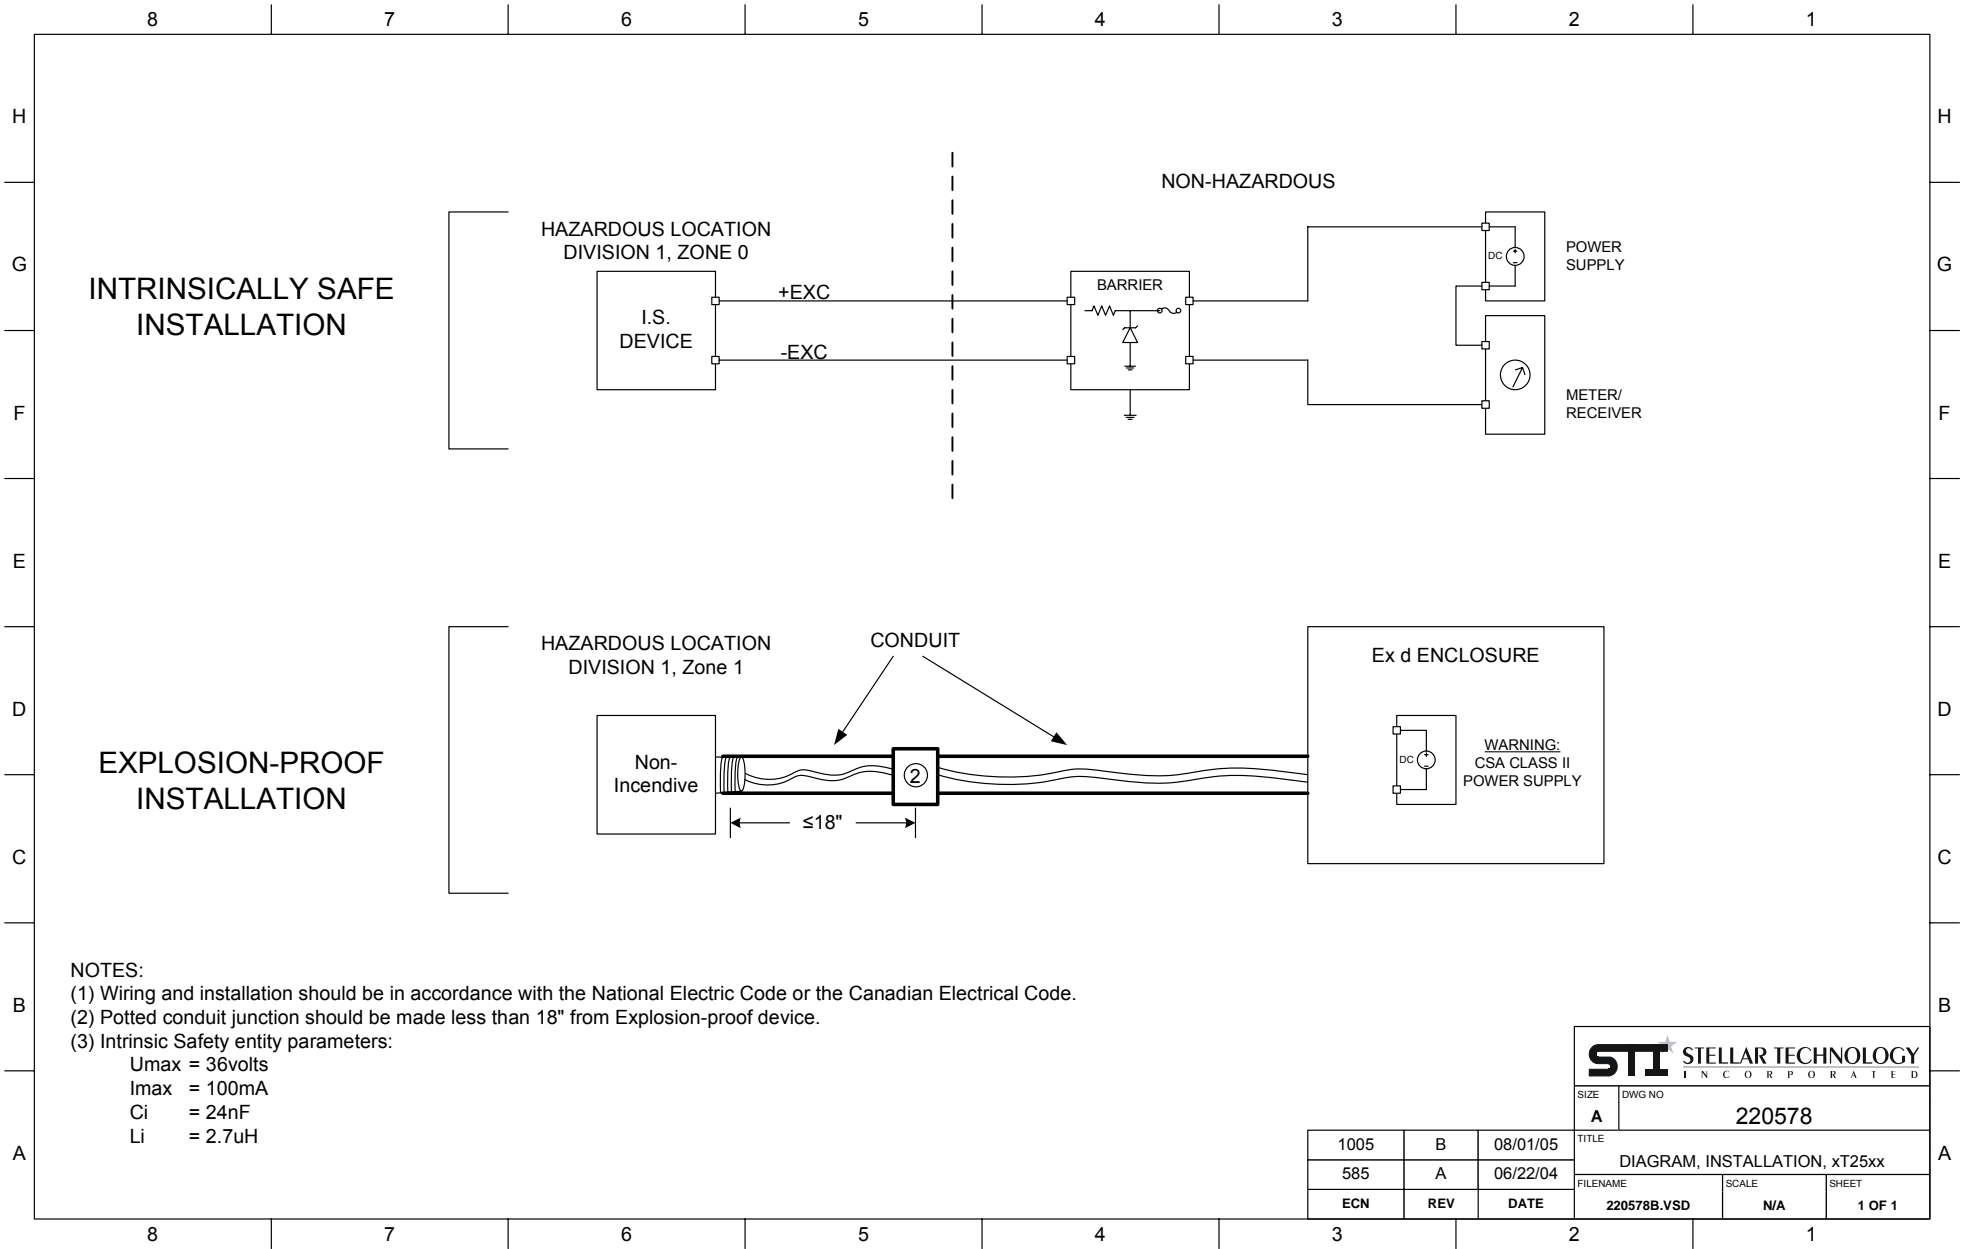 8 7 6 5 4 3 2 1
H H
NON-HAZARDOUS
HAZARDOUS LOCATION
DIVISION 1, ZONE 0
G G
INTRINSICALLY SAFE
INSTALLATION
I.S.
DEVICE
+EXC
-EXC
BARRIER
DC
+
-
POWER
SUPPLY
METER/
RECEIVER
F F
E E
HAZARDOUS LOCATION
DIVISION 1, Zone 1
CONDUIT
Ex d ENCLOSURE
D D
EXPLOSION-PROOF
INSTALLATION
Non-
Incendive
2
≤18"
DC
+
-
WARNING:
CSA CLASS II
POWER SUPPLY
C C
NOTES:
(1) Wiring and installation should be in accordance with the National Electric Code or the Canadian Electrical Code.
B B
(2) Potted conduit junction should be made less than 18" from Explosion-proof device.
(3) Intrinsic Safety entity parameters:
Umax = 36volts
Imax = 100mA
Ci = 24nF
Li = 2.7uH
A A
STI STELLAR TECHNOLOGY
INCORPORATED
SIZE DWG NO
A 220578
TITLE
DIAGRAM, INSTALLATION, xT25xx
FILENAME SCALE SHEET
220578B.VSD N/A 1 OF 1
1005 B 08/01/05
585 A 06/22/04
ECN REV DATE
8 7 6 5 4 3 2 1